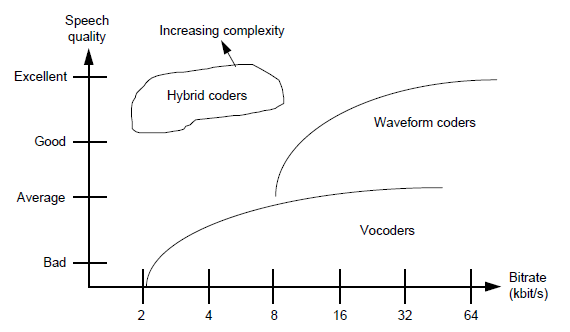 Speech
quality
Increasing complexity
Excellent
Hybrid coders
Waveform coders
Good
Average
Vocoders
Bad
Bitrate
(kbit/s)
2 4 8 16 32 64